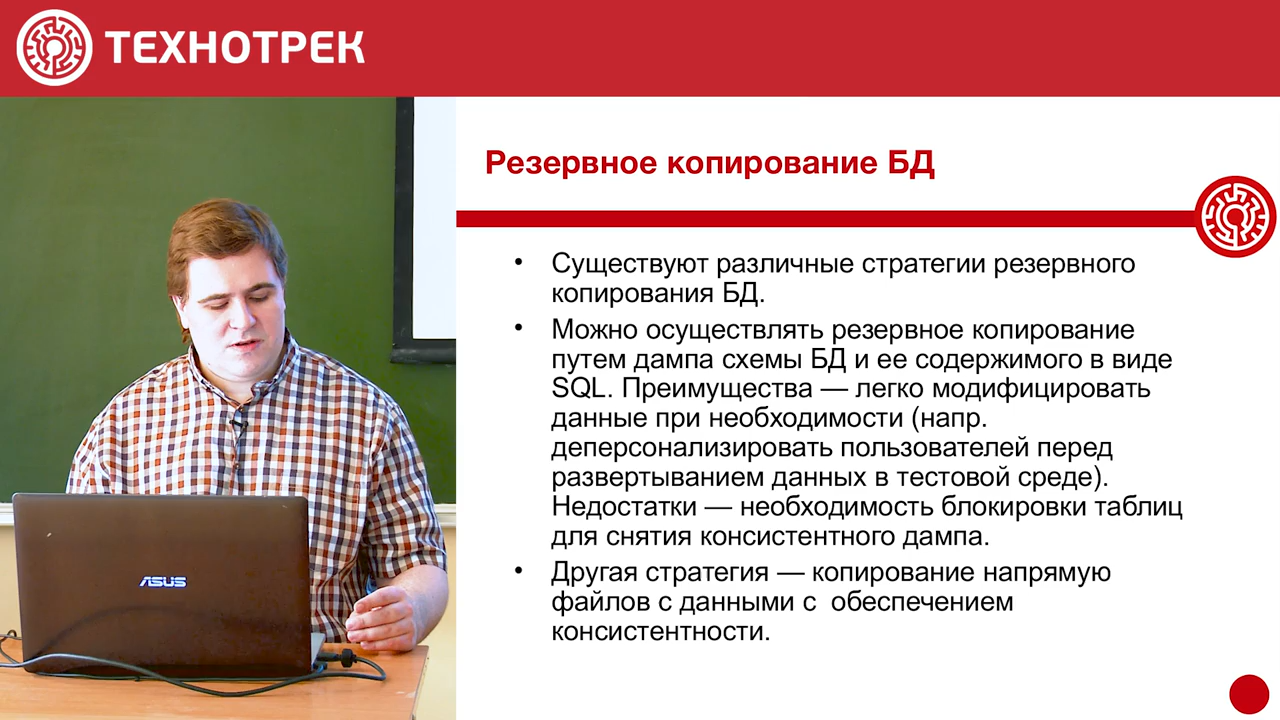 ТЕХНОТРЕК
Резервное копирование БД
• Существуют различные стратегии резервного
копирования БД.
• Можно осуществлять резервное копирование
путем дампа схемы БД и ее содержимого в виде
SQL. Преимущества — легко модифицировать
данные при необходимости (напр.
деперсонализировать пользователей перед
развертыванием данных в тестовой среде).
Недостатки — необходимость блокировки таблиц
для снятия консистентного дампа.
• Другая стратегия — копирование напрямую
файлов с данными с  обеспечением
консистентности.
ASUS